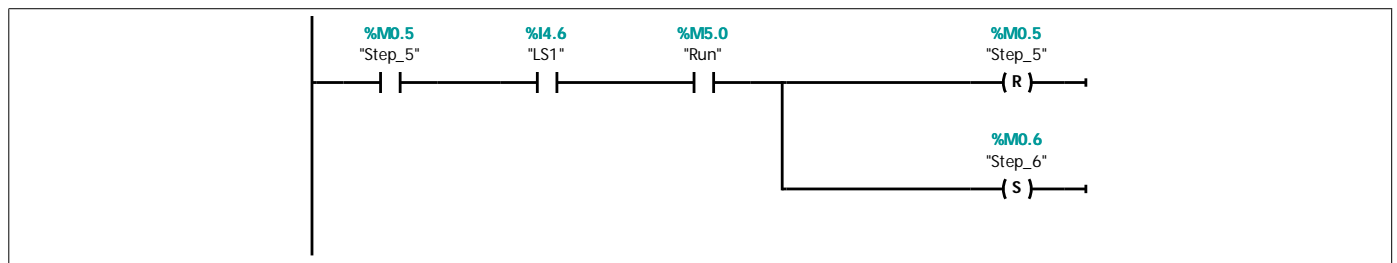 %M0.5 %I4.6 %M5.0 %M0.5
"Step_5" "LS1" "Run" "Step_5"
R
%M0.6
"Step_6"
S